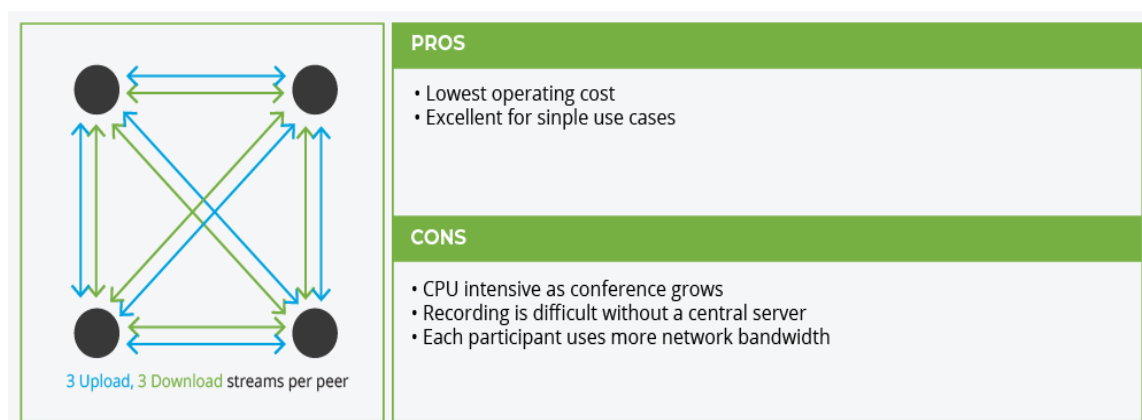 PROS
• Lowest operating cost
• Excellent for sinple use cases
CONS
• CPU intensive as conference grows
• Recording is difficult without a central server
• Each participant uses more network bandwidth
3 Upload, 3 Download streams per peer